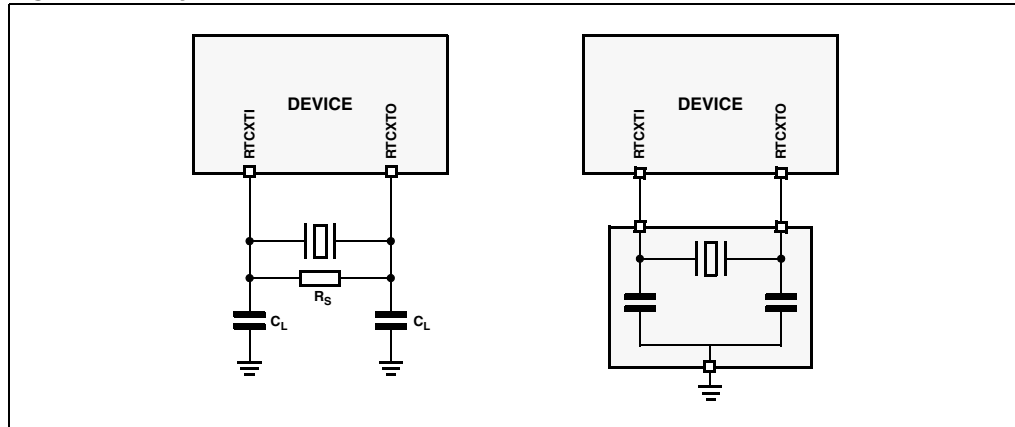 DEVICE
RTCXTI
RTCXTO
R_S
C_L
C_L
DEVICE
RTCXTI
RTCXTO